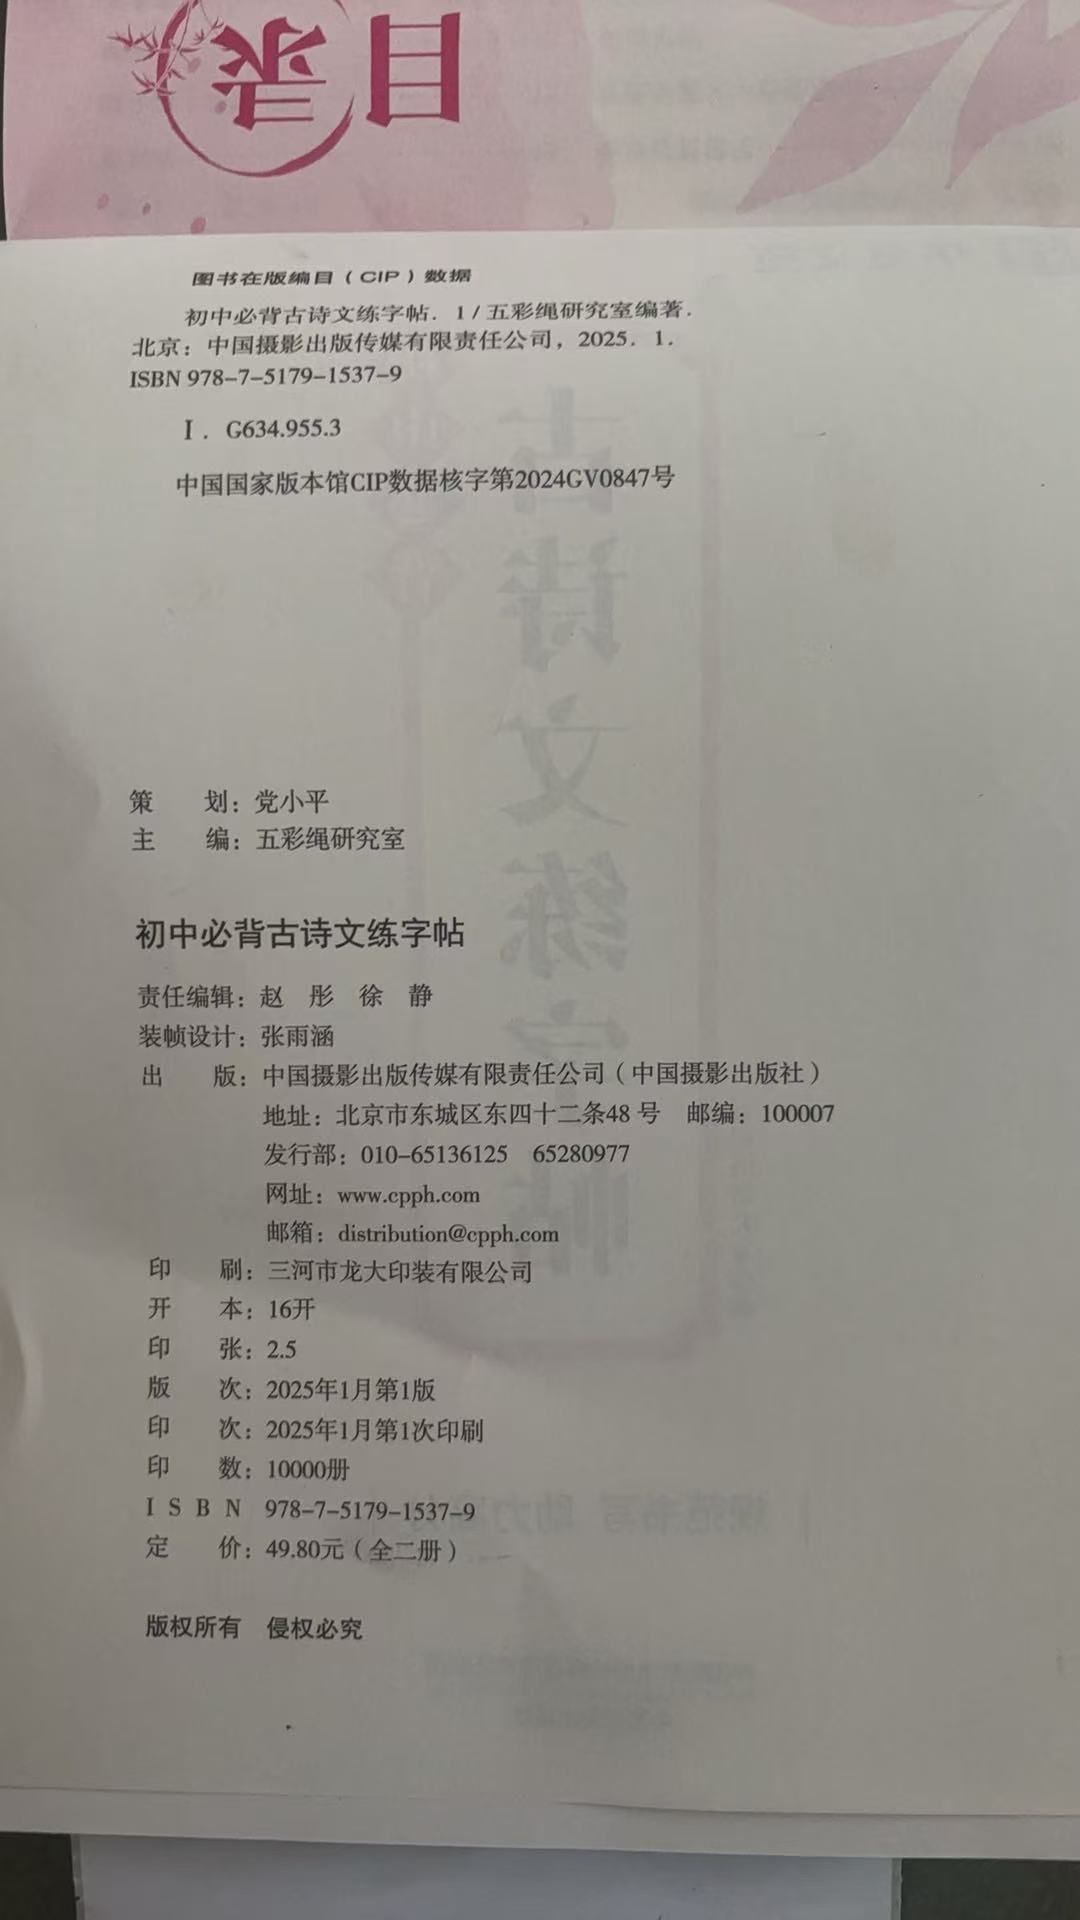 目录
图书在版编目（CIP）数据
初中必背古诗文练字帖．1 / 五彩绳研究室编著．
北京：中国摄影出版传媒有限责任公司，2025．1．
ISBN 978-7-5179-1537-9
Ⅰ．G634.955.3
中国国家版本馆CIP数据核字第2024GV0847号
策　　划：党小平
主　　编：五彩绳研究室
初中必背古诗文练字帖
责任编辑：赵　彤　徐　静
装帧设计：张雨涵
出　　版：中国摄影出版传媒有限责任公司（中国摄影出版社）
地址：北京市东城区东四十二条48 号　邮编：100007
发行部：010-65136125　65280977
网址：www.cpph.com
邮箱：distribution@cpph.com
印　　刷：三河市龙大印装有限公司
开　　本：16开
印　　张：2.5
版　　次：2025年1月第1版
印　　次：2025年1月第1次印刷
印　　数：10000册
I S B N　978-7-5179-1537-9
定　　价：49.80元（全二册）
版权所有　侵权必究
古诗文练字帖
规范书写 助力